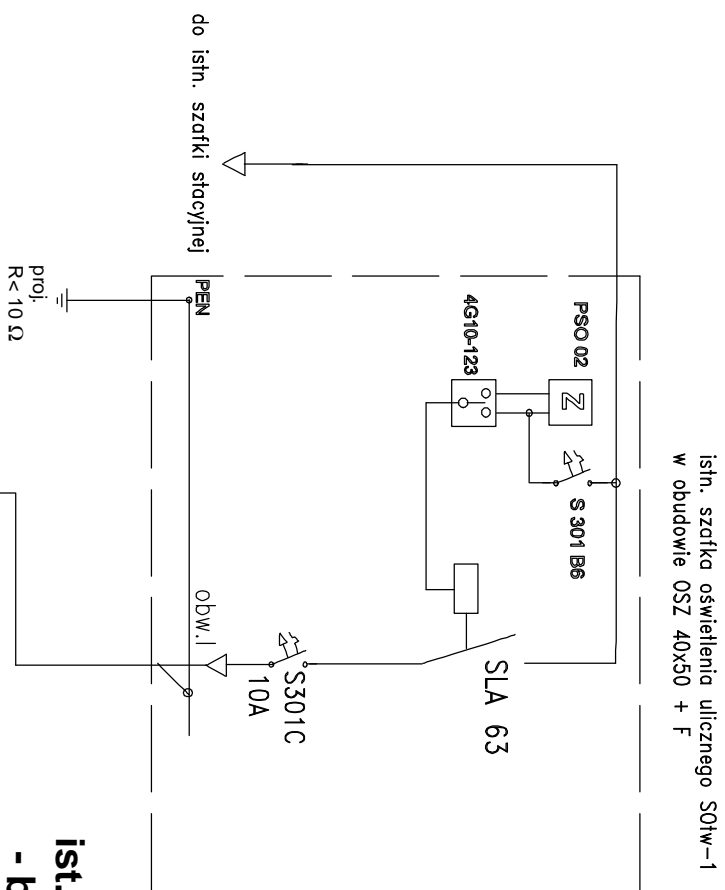 istn. szafka oświetlenia ulicznego SOtw-1
w obudowie OSZ 40x50 + F
do istn. szafki stacyjnej
PSO 02
Z
4G10-123
S 301 B6
SLA 63
S301C
10A
obw.I
PEN
proj.
R< 10 Ω
ist.
- b